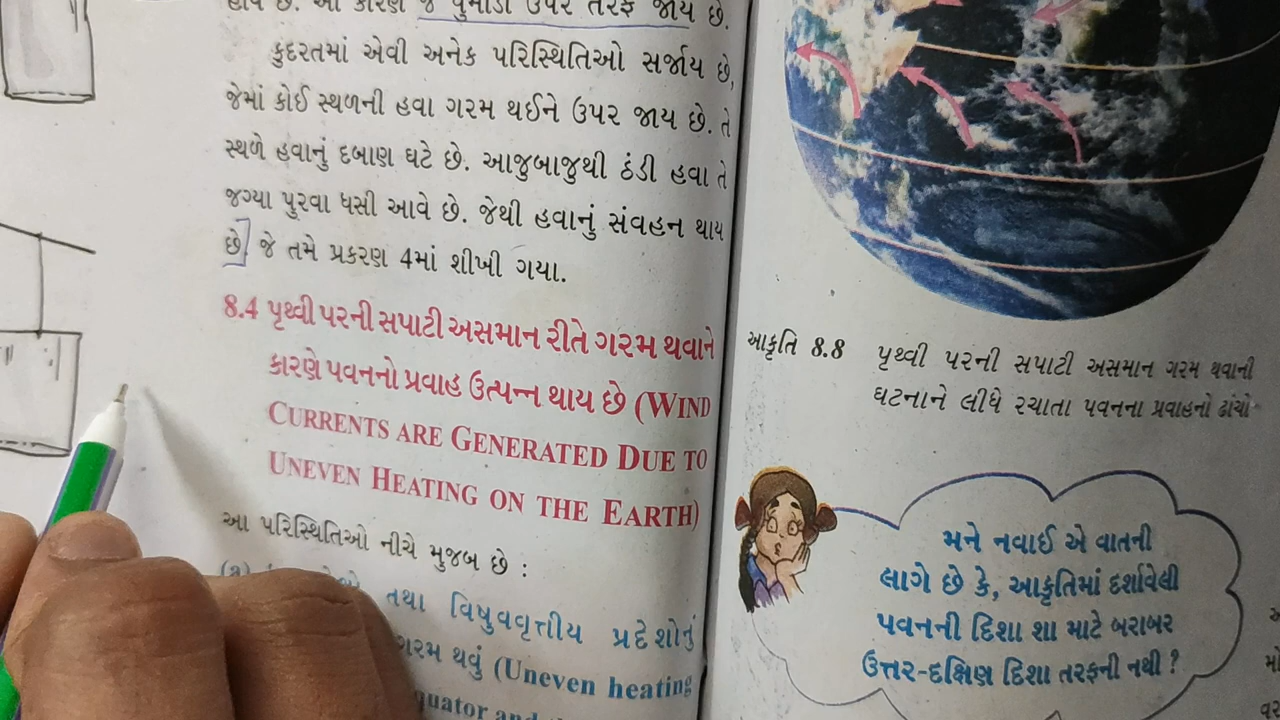 ઉપર તરફ જાય છે.
કુદરતમાં એવી અનેક પરિસ્થિતિઓ સર્જાય છે,
જેમાં કોઈ સ્થળની હવા ગરમ થઈને ઉપર જાય છે. તે
સ્થળે હવાનું દબાણ ઘટે છે. આજુબાજુથી ઠંડી હવા તે
જગ્યા પુરવા ધસી આવે છે. જેથી હવાનું સંવહન થાય
છે જે તમે પ્રકરણ 4માં શીખી ગયા.
8.4 પૃથ્વી પરની સપાટી અસમાન રીતે ગરમ થવાને
કારણે પવનનો પ્રવાહ ઉત્પન્ન થાય છે (WIND
CURRENTS ARE GENERATED DUE TO
UNEVEN HEATING ON THE EARTH)
આ પરિસ્થિતિઓ નીચે મુજબ છે :
તથા વિષુવવૃત્તીય પ્રદેશોનું
ગરમ થવું (Uneven heating
આકૃતિ 8.8 પૃથ્વી પરની સપાટી અસમાન ગરમ થવાની
ઘટનાને લીધે રચાતા પવનના પ્રવાહનો ઢાંચો
મને નવાઈ એ વાતની
લાગે છે કે, આકૃતિમાં દર્શાવેલી
પવનની દિશા શા માટે બરાબર
ઉત્તર-દક્ષિણ દિશા તરફની નથી ?